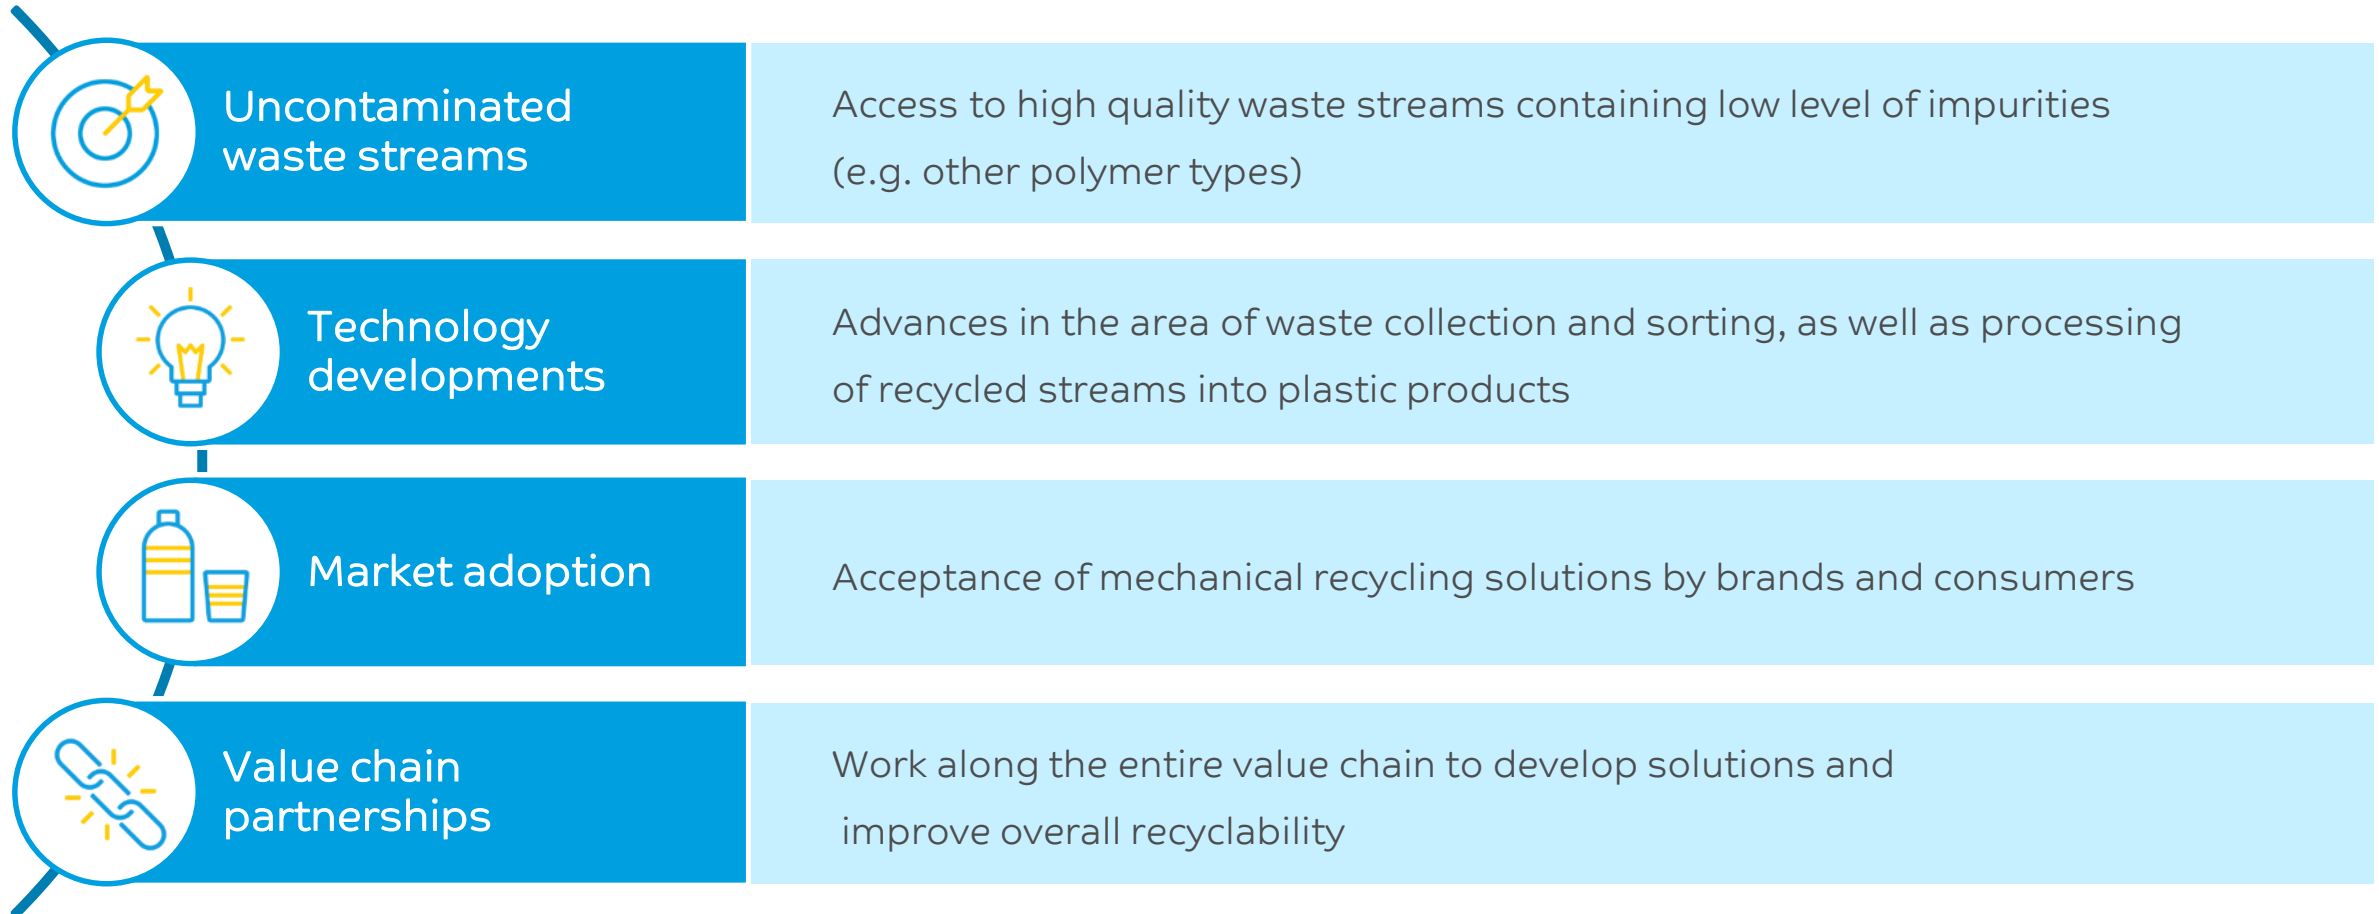 Uncontaminated
waste streams
Access to high quality waste streams containing low level of impurities
(e.g. other polymer types)
Technology
developments
Advances in the area of waste collection and sorting, as well as processing
of recycled streams into plastic products
Market adoption
Acceptance of mechanical recycling solutions by brands and consumers
Value chain
partnerships
Work along the entire value chain to develop solutions and
improve overall recyclability